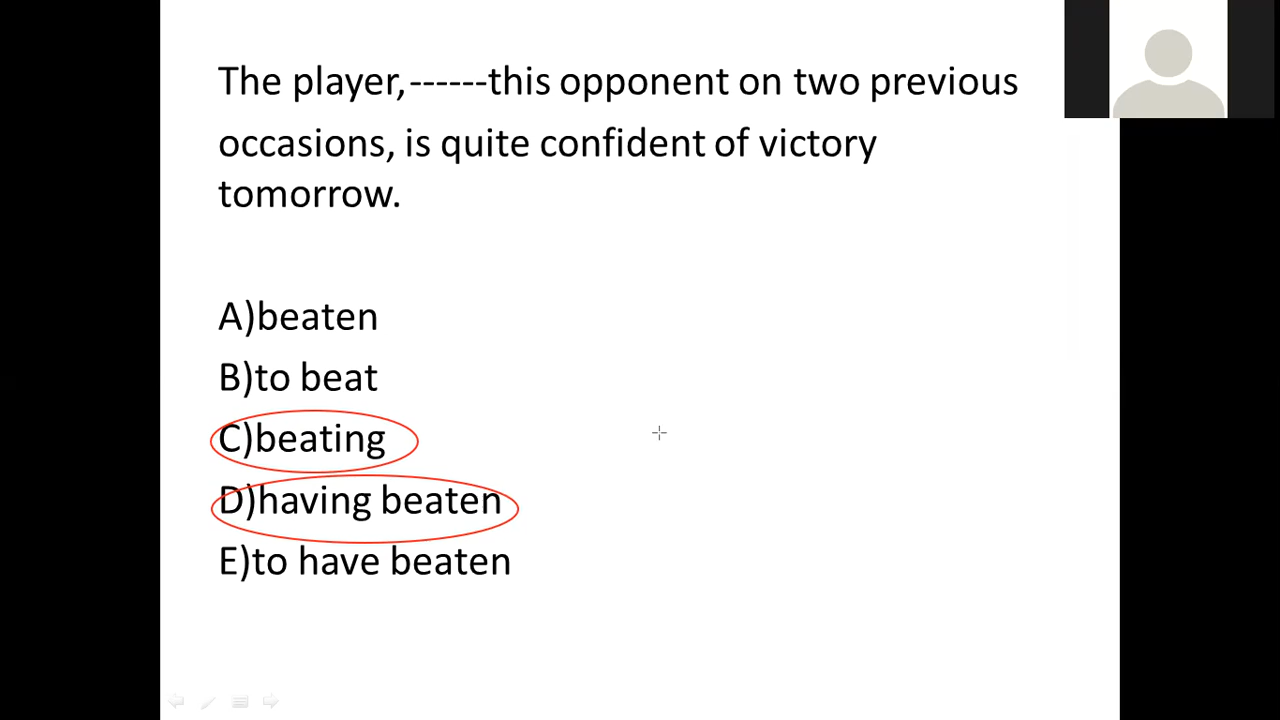 The player,------this opponent on two previous
occasions, is quite confident of victory
tomorrow.
A)beaten
B)to beat
C)beating
D)having beaten
E)to have beaten